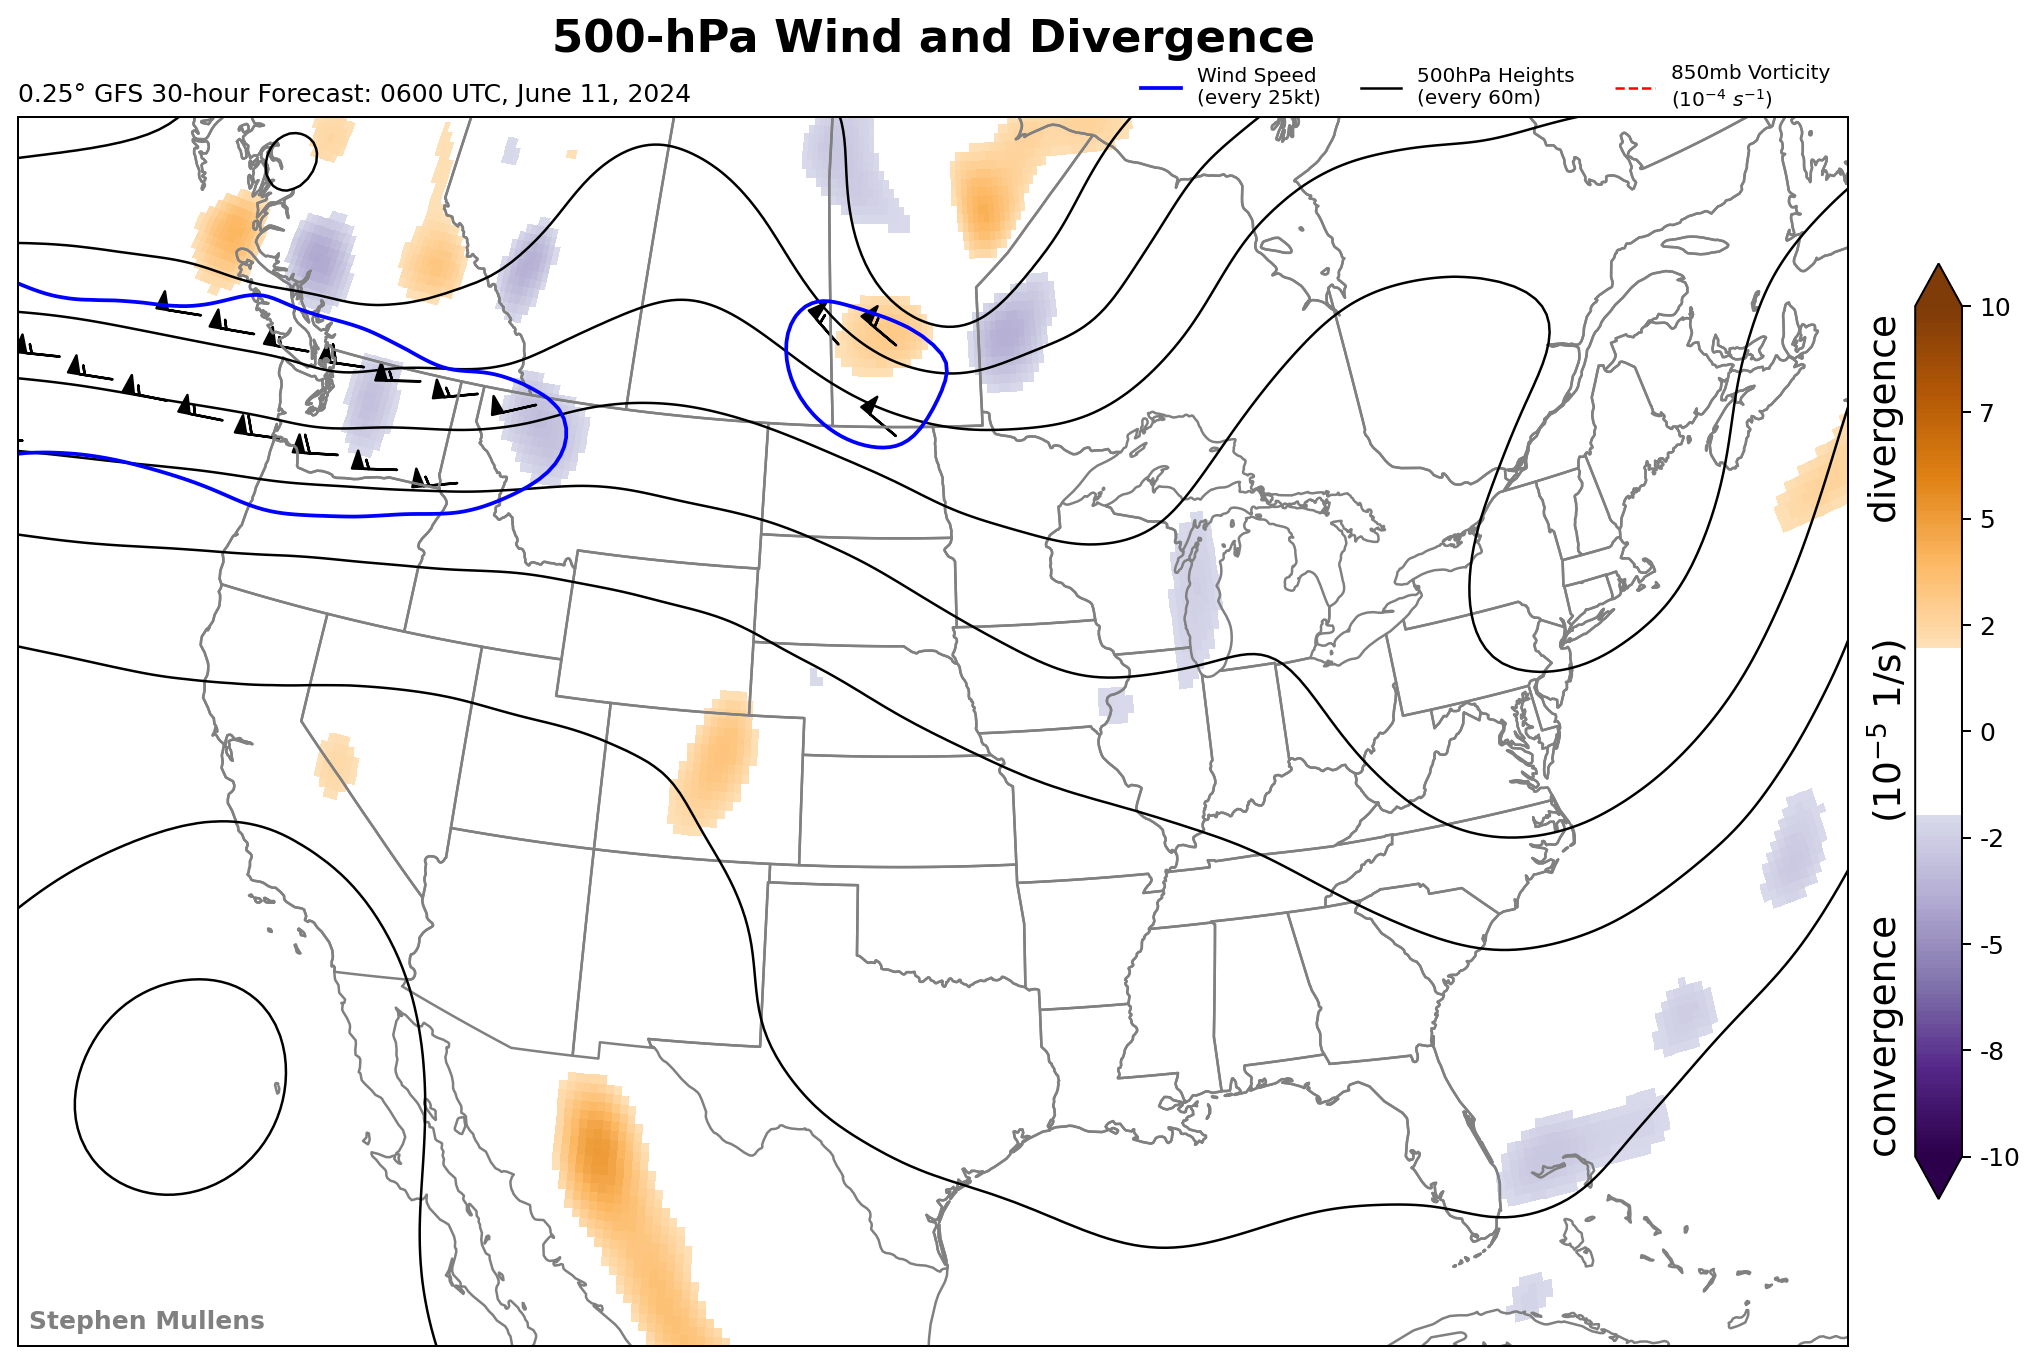 500-hPa Wind and Divergence
0.25° GFS 30-hour Forecast: 0600 UTC, June 11, 2024
Wind Speed
(every 25kt)
500hPa Heights
(every 60m)
850mb Vorticity
(10⁻⁴ s⁻¹)
10
7
5
2
0
-2
-5
-8
-10
convergence (10⁻⁵ 1/s) divergence
Stephen Mullens